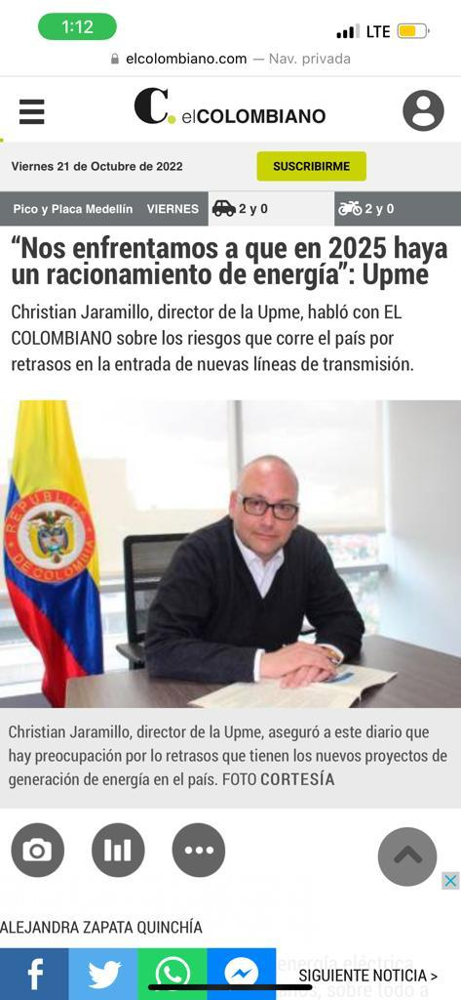 1:12
LTE
elcolombiano.com — Nav. privada
C. elCOLOMBIANO
Viernes 21 de Octubre de 2022
SUSCRIBIRME
Pico y Placa Medellín VIERNES 2 y 0 2 y 0
“Nos enfrentamos a que en 2025 haya
un racionamiento de energía”: Upme
Christian Jaramillo, director de la Upme, habló con EL
COLOMBIANO sobre los riesgos que corre el país por
retrasos en la entrada de nuevas líneas de transmisión.
REPÚBLICA
DE COLOMBIA
Christian Jaramillo, director de la Upme, aseguró a este diario que
hay preocupación por lo retrasos que tienen los nuevos proyectos de
generación de energía en el país. FOTO CORTESÍA
ALEJANDRA ZAPATA QUINCHÍA
energía eléctrica
SIGUIENTE NOTICIA >
sobre todo a